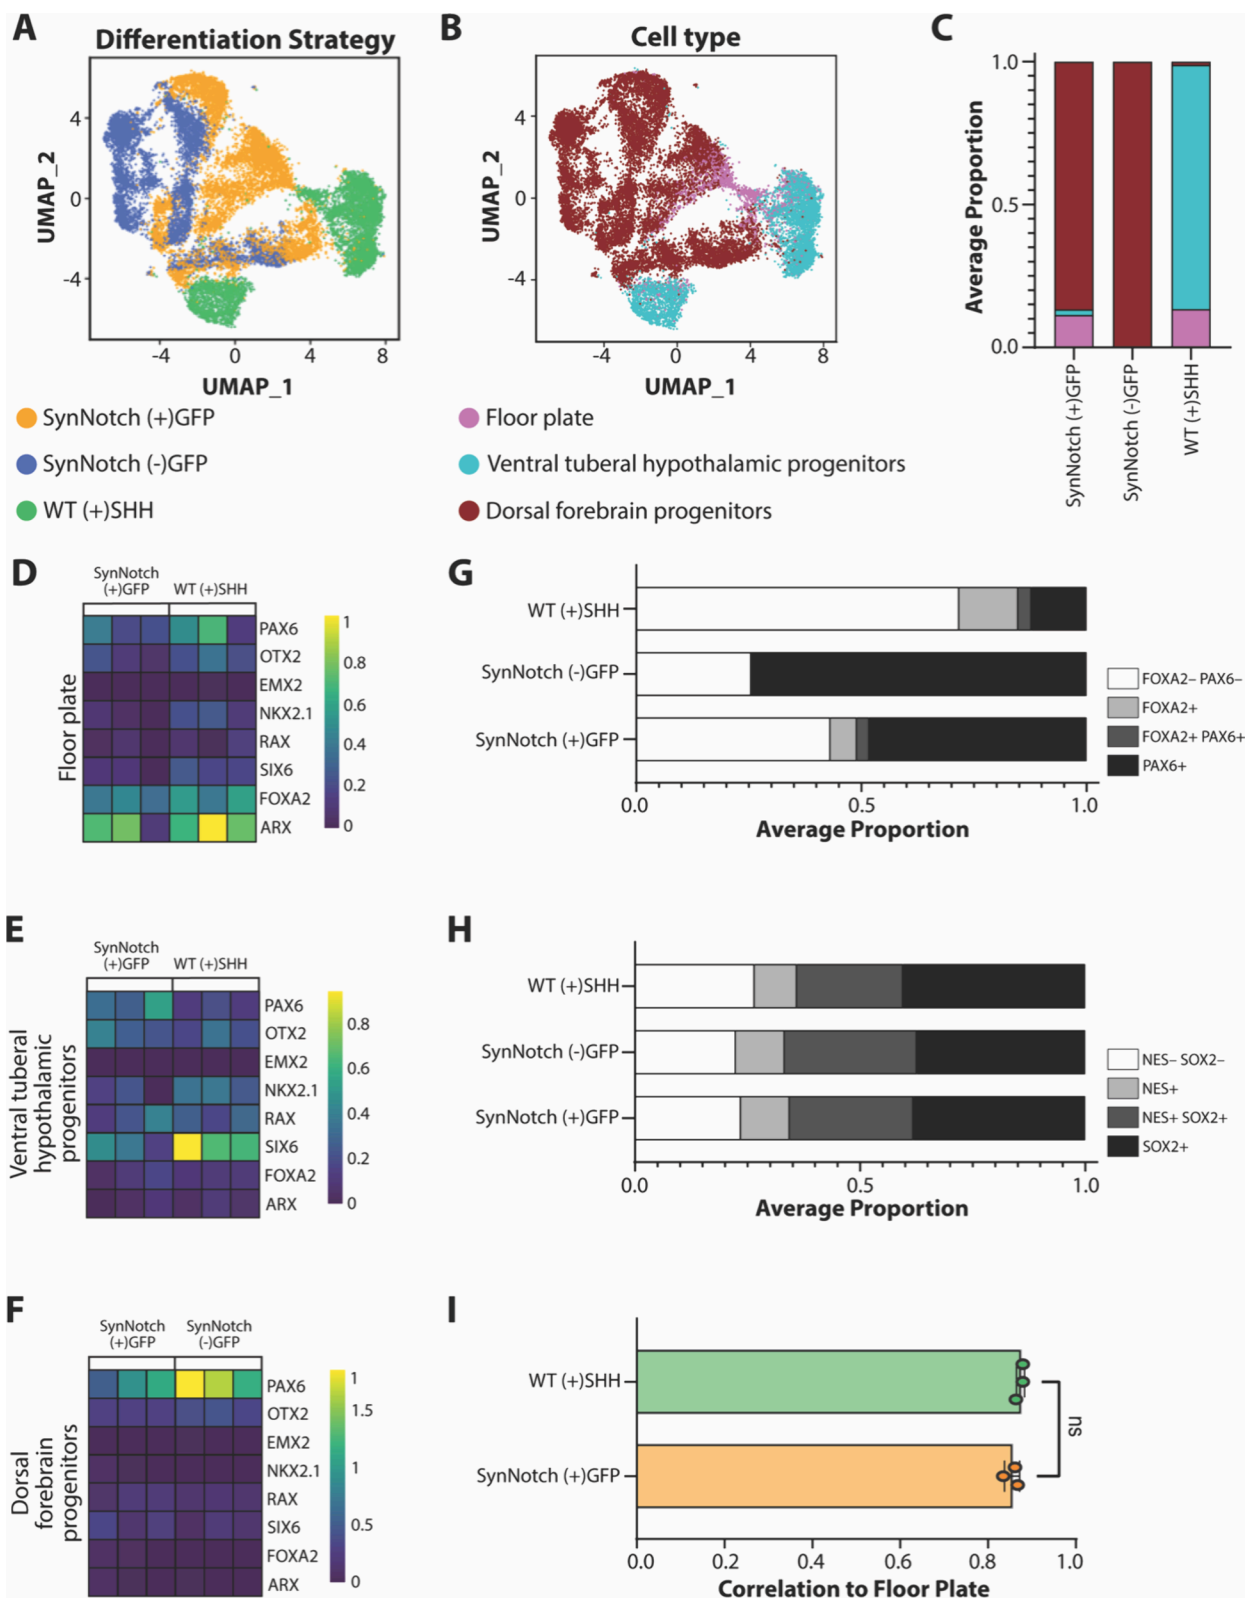 A
Differentiation Strategy
4
0
-4
UMAP_2
-4
0
4
8
UMAP_1
SynNotch (+)GFP
SynNotch (-)GFP
WT (+)SHH
B
Cell type
4
0
-4
UMAP_2
-4
0
4
8
UMAP_1
Floor plate
Ventral tuberal hypothalamic progenitors
Dorsal forebrain progenitors
C
1.0
0.5
0.0
Average Proportion
SynNotch (+)GFP
SynNotch (-)GFP
WT (+)SHH
D
SynNotch
(+)GFP
WT (+)SHH
Floor plate
PAX6
OTX2
EMX2
NKX2.1
RAX
SIX6
FOXA2
ARX
1
0.8
0.6
0.4
0.2
0
G
WT (+)SHH
SynNotch (-)GFP
SynNotch (+)GFP
0.0
0.5
1.0
Average Proportion
FOXA2– PAX6–
FOXA2+
FOXA2+ PAX6+
PAX6+
E
SynNotch
(+)GFP
WT (+)SHH
Ventral tuberal
hypothalamic
progenitors
PAX6
OTX2
EMX2
NKX2.1
RAX
SIX6
FOXA2
ARX
0.8
0.6
0.4
0.2
0
H
WT (+)SHH
SynNotch (-)GFP
SynNotch (+)GFP
0.0
0.5
1.0
Average Proportion
NES– SOX2–
NES+
NES+ SOX2+
SOX2+
F
SynNotch
(+)GFP
SynNotch
(-)GFP
Dorsal
forebrain
progenitors
PAX6
OTX2
EMX2
NKX2.1
RAX
SIX6
FOXA2
ARX
1
1.5
1
0.5
0
I
WT (+)SHH
SynNotch (+)GFP
ns
0.0
0.2
0.4
0.6
0.8
1.0
Correlation to Floor Plate